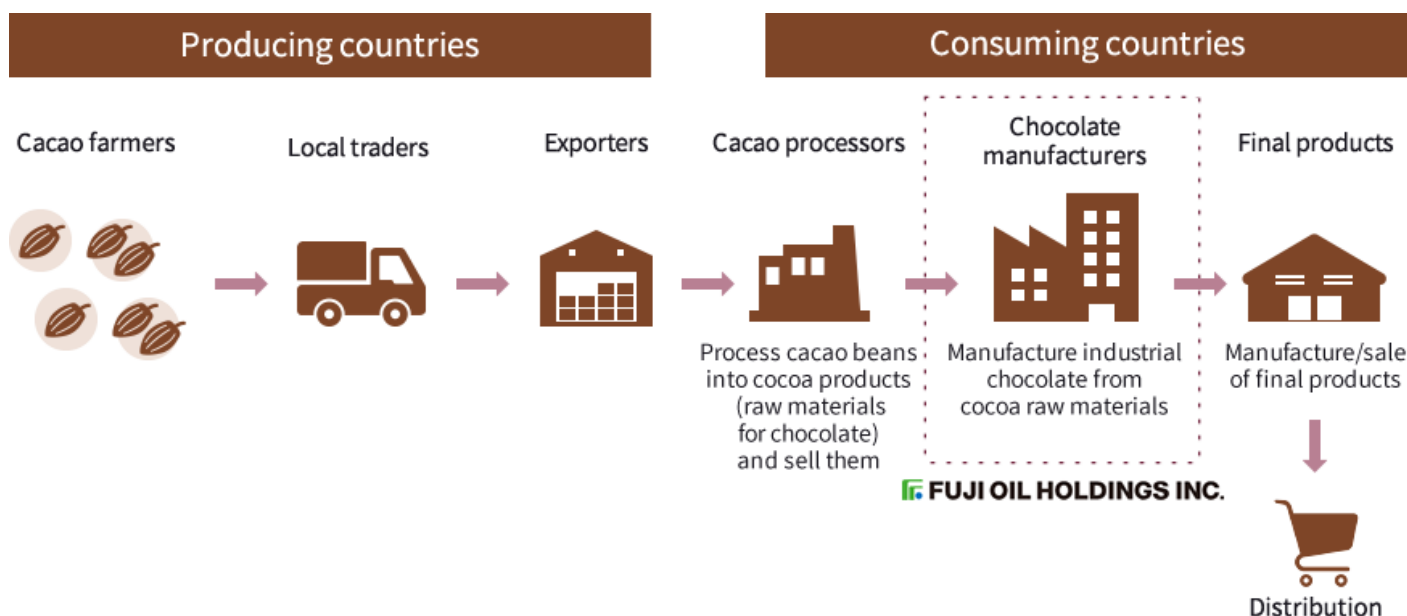 Producing countries
Consuming countries
Cacao farmers
Local traders
Exporters
Cacao processors
Chocolate
manufacturers
Final products
Process cacao beans
into cocoa products
(raw materials
for chocolate)
and sell them
Manufacture industrial
chocolate from
cocoa raw materials
Manufacture/sale
of final products
FUJI OIL HOLDINGS INC.
Distribution